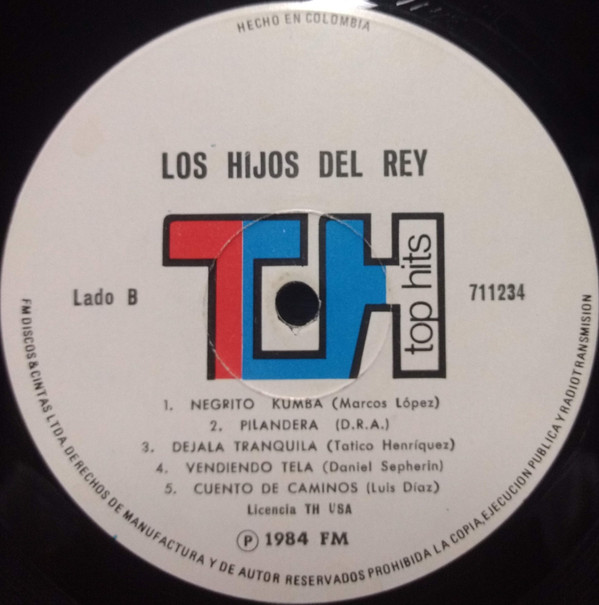 HECHO EN COLOMBIA
LOS HIJOS DEL REY
TH top hits
Lado B
711234
1. NEGRITO KUMBA (Marcos López)
2. PILANDERA (D.R.A.)
3. DEJALA TRANQUILA (Tatico Henríquez)
4. VENDIENDO TELA (Daniel Sepherin)
5. CUENTO DE CAMINOS (Luis Díaz)
Licencia TH USA
Ⓟ 1984 FM
FM DISCOS & CINTAS LTDA. DERECHOS DE MANUFACTURA Y DE AUTOR RESERVADOS PROHIBIDA LA COPIA, EJECUCION PUBLICA Y RADIOTRANSMISION